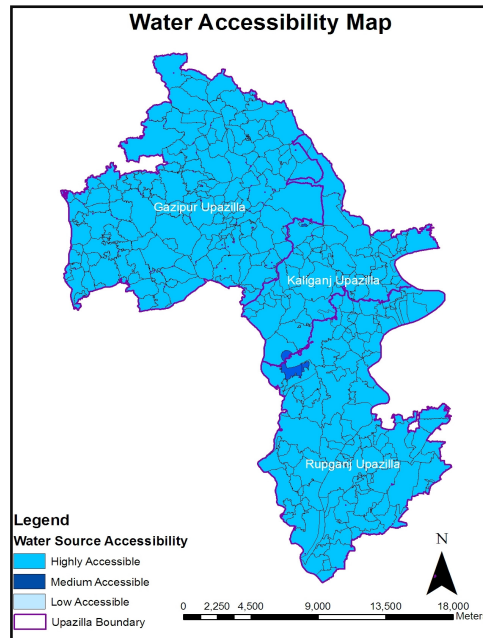 Water Accessibility Map
Gazipur Upazilla
Kaliganj Upazilla
Rupganj Upazilla
Legend
Water Source Accessibility
Highly Accessible
Medium Accessible
Low Accessible
Upazilla Boundary
N
0 2,250 4,500 9,000 13,500 18,000
Meter